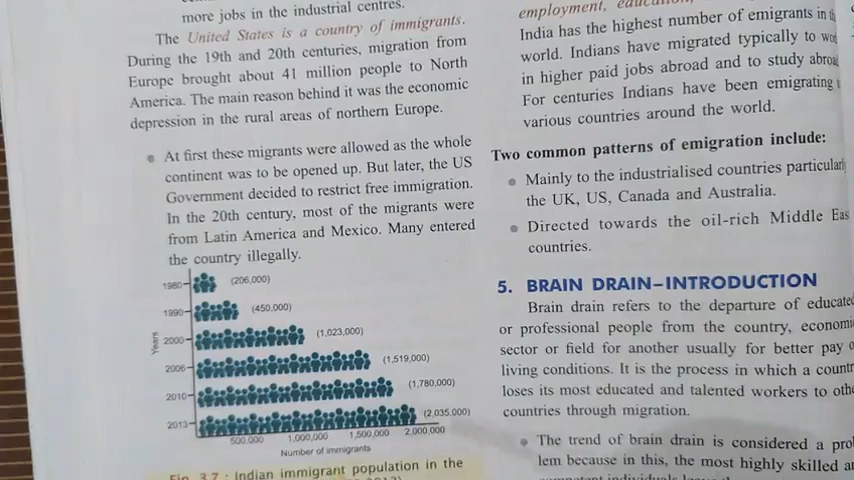 more jobs in the industrial centres.
The United States is a country of immigrants.
During the 19th and 20th centuries, migration from
Europe brought about 41 million people to North
America. The main reason behind it was the economic
depression in the rural areas of northern Europe.
• At first these migrants were allowed as the whole
continent was to be opened up. But later, the US
Government decided to restrict free immigration.
In the 20th century, most of the migrants were
from Latin America and Mexico. Many entered
the country illegally.
1980 (206,000)
1990 (450,000)
2000 (1,023,000)
2006 (1,519,000)
2010 (1,780,000)
2013 (2,035,000)
Years
500,000 1,000,000 1,500,000 2,000,000
Number of immigrants
Fig. 3.7 : Indian immigrant population in the
employment,
India has the highest number of emigrants in
world. Indians have migrated typically to
in higher paid jobs abroad and to study
For centuries Indians have been emigrating
various countries around the world.
Two common patterns of emigration include:
• Mainly to the industrialised countries
the UK, US, Canada and Australia.
• Directed towards the oil-rich Middle
countries.
5. BRAIN DRAIN–INTRODUCTION
Brain drain refers to the departure of
or professional people from the country,
sector or field for another usually for better pay
living conditions. It is the process in which a
loses its most educated and talented workers to
countries through migration.
• The trend of brain drain is considered a
lem because in this, the most highly skilled